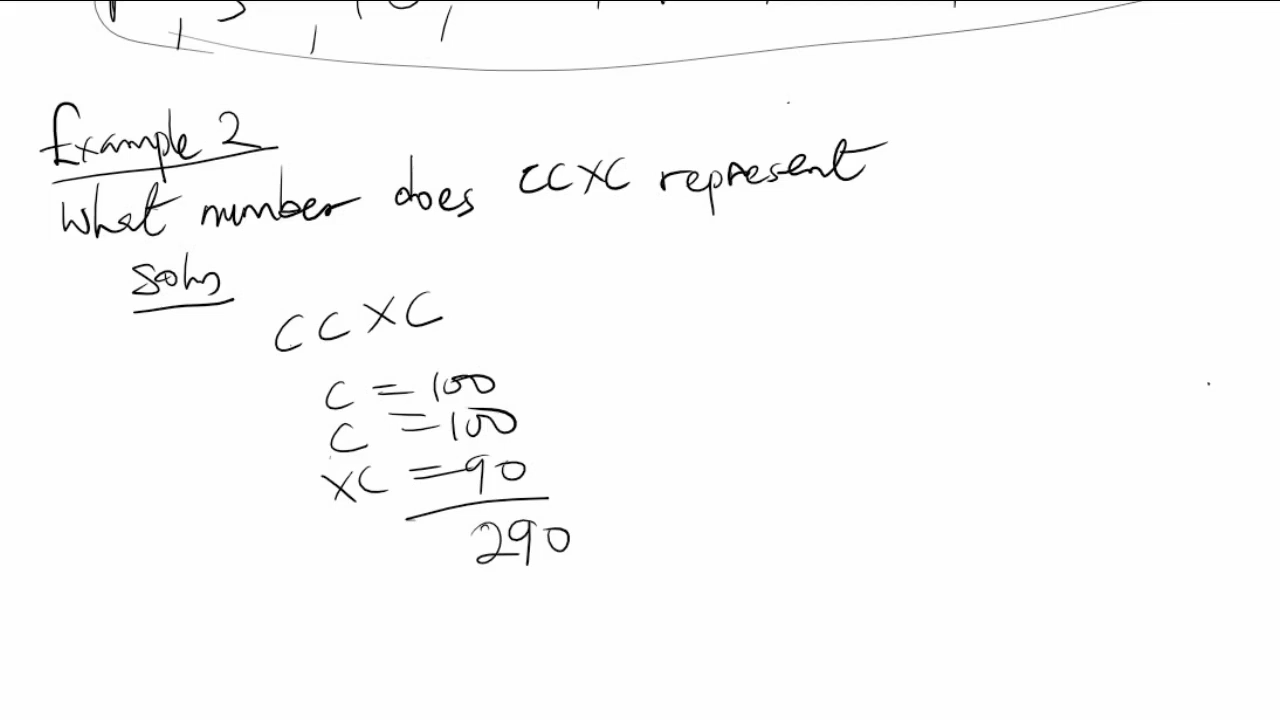 Example 2
What number does CCXC represent
Soln
CCXC
C = 100
C = 100
XC = 90
290